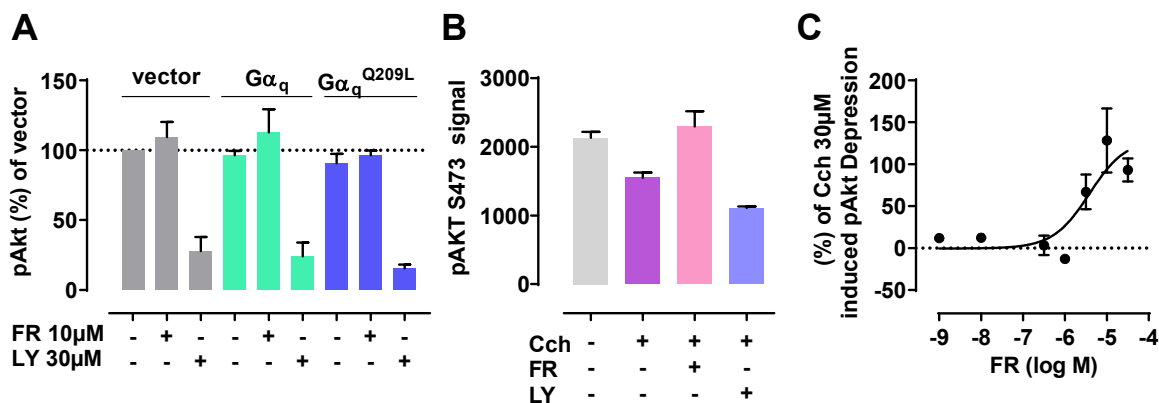 A
vector Gαq GαqQ209L
pAkt (%) of vector
150
100
50
0
FR 10µM - + - - + - - + -
LY 30µM - - + - - + - - +
B
pAKT S473 signal
3000
2000
1000
0
Cch - + + +
FR - - + -
LY - - - +
C
(%) of Cch 30µM
induced pAkt Depression
200
150
100
50
0
-50
-9 -8 -7 -6 -5 -4
FR (log M)